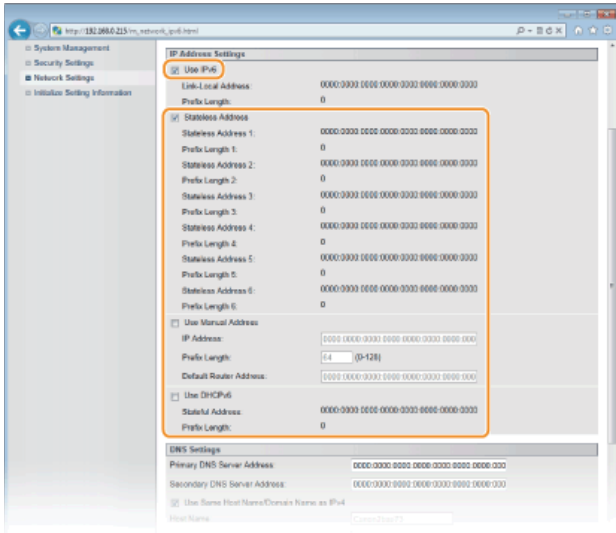 http://192.168.0.215/m_network_ipv6.html
System Management
Security Settings
Network Settings
Initialize Setting Information
IP Address Settings
Use IPv6
Link-Local Address: 0000:0000:0000:0000:0000:0000:0000:0000
Prefix Length: 0
Stateless Address
Stateless Address 1: 0000:0000:0000:0000:0000:0000:0000:0000
Prefix Length 1: 0
Stateless Address 2: 0000:0000:0000:0000:0000:0000:0000:0000
Prefix Length 2: 0
Stateless Address 3: 0000:0000:0000:0000:0000:0000:0000:0000
Prefix Length 3: 0
Stateless Address 4: 0000:0000:0000:0000:0000:0000:0000:0000
Prefix Length 4: 0
Stateless Address 5: 0000:0000:0000:0000:0000:0000:0000:0000
Prefix Length 5: 0
Stateless Address 6: 0000:0000:0000:0000:0000:0000:0000:0000
Prefix Length 6: 0
Use Manual Address
IP Address: 0000:0000:0000:0000:0000:0000:0000:000
Prefix Length: 64 (0-128)
Default Router Address: 0000:0000:0000:0000:0000:0000:0000:000
Use DHCPv6
Stateful Address: 0000:0000:0000:0000:0000:0000:0000:0000
Prefix Length: 0
DNS Settings
Primary DNS Server Address: 0000:0000:0000:0000:0000:0000:0000:000
Secondary DNS Server Address: 0000:0000:0000:0000:0000:0000:0000:000
Use Same Host Name/Domain Name as IPv4
Host Name